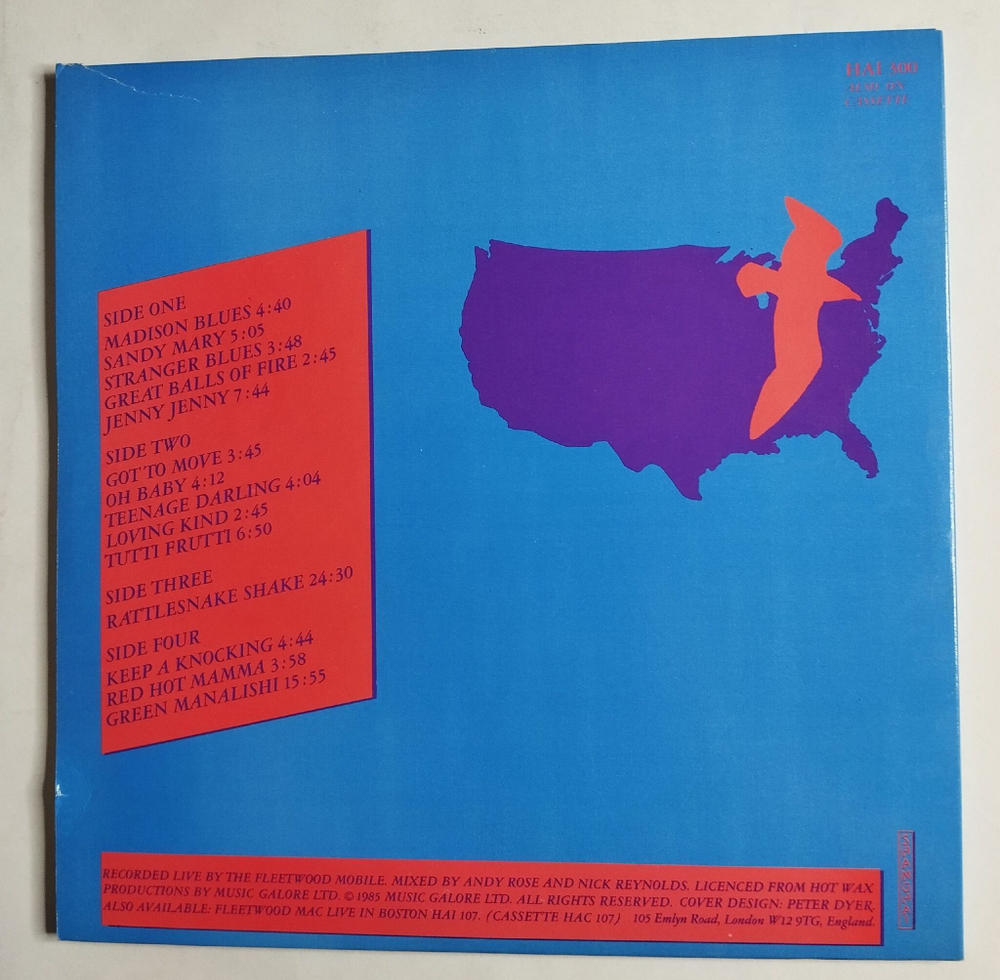 HAI 300
SIDE ONE
MADISON BLUES 4:40
SANDY MARY 5:05
STRANGER BLUES 3:48
GREAT BALLS OF FIRE 2:45
JENNY JENNY 7:44
SIDE TWO
GOT TO MOVE 3:45
OH BABY 4:12
TEENAGE DARLING 4:04
LOVING KIND 2:45
TUTTI FRUTTI 6:50
SIDE THREE
RATTLESNAKE SHAKE 24:30
SIDE FOUR
KEEP A KNOCKING 4:44
RED HOT MAMMA 3:58
GREEN MANALISHI 15:55
RECORDED LIVE BY THE FLEETWOOD MOBILE. MIXED BY ANDY ROSE AND NICK REYNOLDS. LICENCED FROM HOT WAX
PRODUCTIONS BY MUSIC GALORE LTD. © 1985 MUSIC GALORE LTD. ALL RIGHTS RESERVED. COVER DESIGN: PETER DYER.
ALSO AVAILABLE: FLEETWOOD MAC LIVE IN BOSTON HAI 107. (CASSETTE HAC 107) 105 Emlyn Road, London W12 9TG, England.